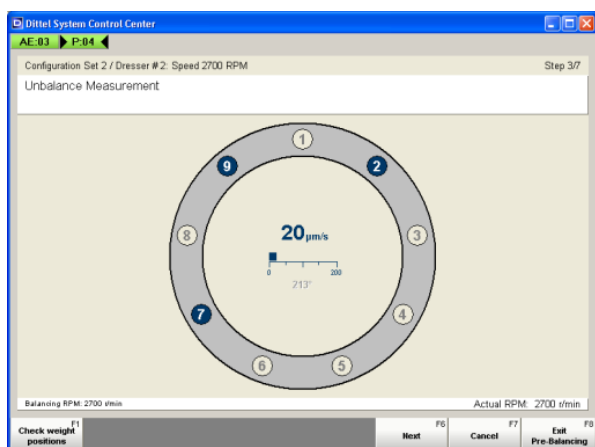 Dittel System Control Center
AE:03 P:04
Configuration Set 2 / Dresser #2: Speed 2700 RPM Step 3/7
Unbalance Measurement
1
9 2
8 3
20 µm/s
0 200
213°
7 4
6 5
Balancing RPM: 2700 r/min Actual RPM: 2700 r/min
F1 F6 F7 F8
Check weight positions Next Cancel Exit Pre-Balancing